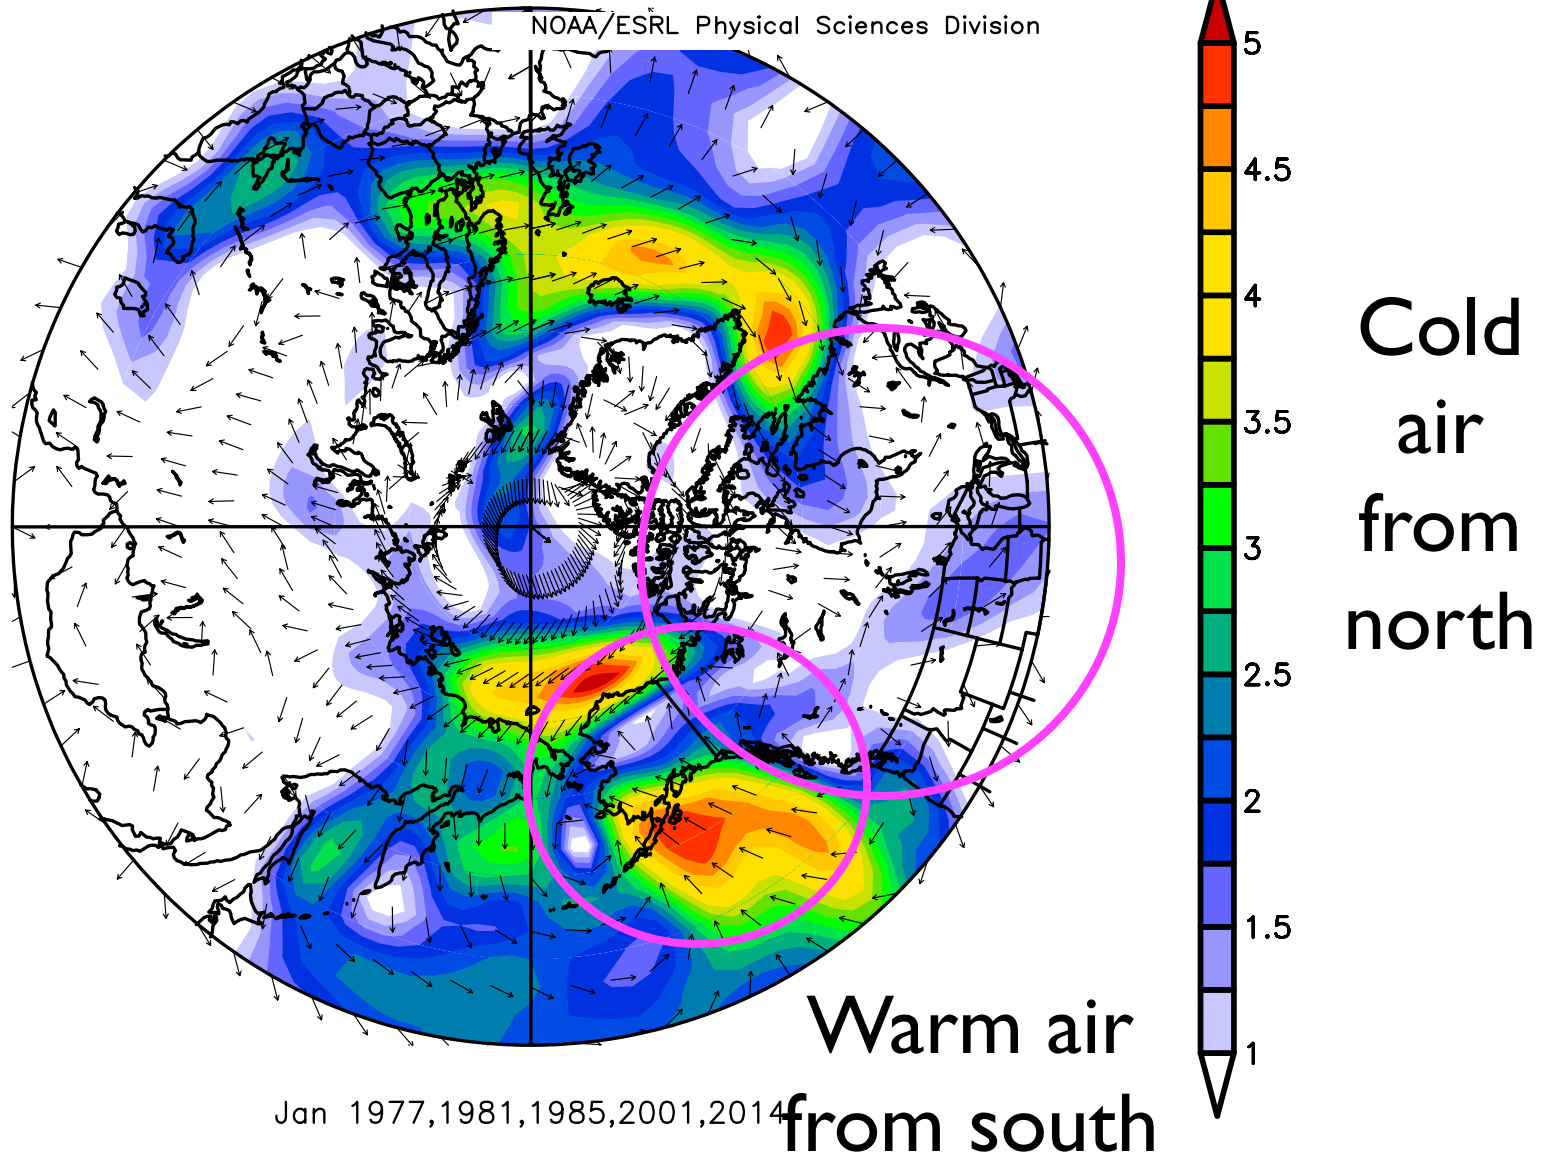 NOAA/ESRL Physical Sciences Division
5
4.5
4
3.5
3
2.5
2
1.5
1
Cold
air
from
north
Warm air
from south
Jan 1977,1981,1985,2001,2014